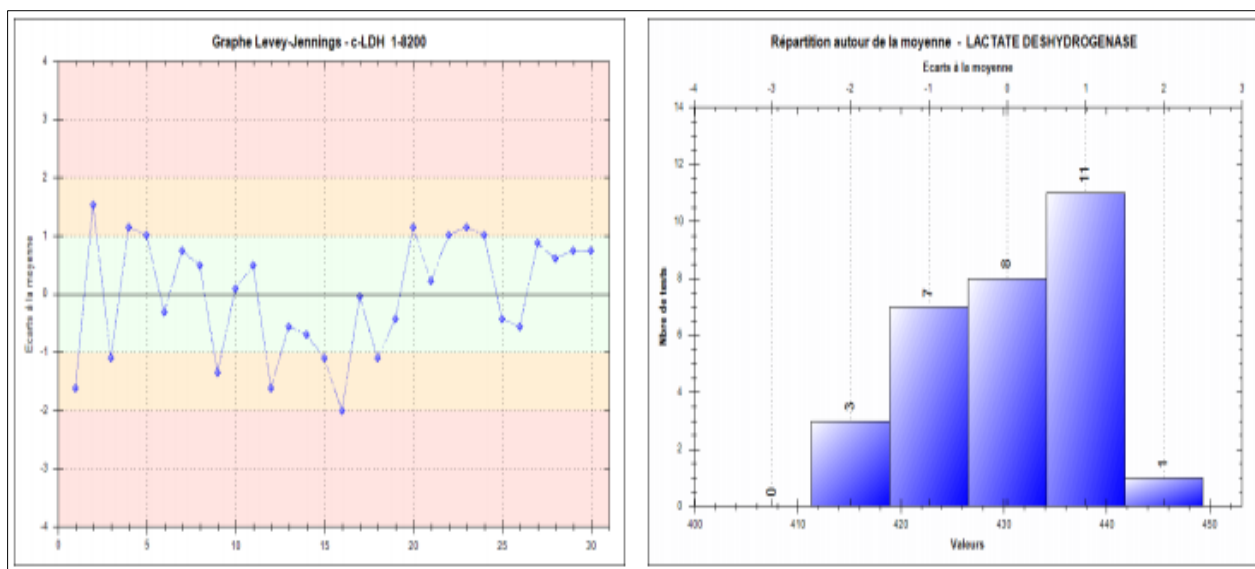 Graphe Levey-Jennings - c-LDH 1-8200
Ecarts à la moyenne
4
3
2
1
0
-1
-2
-3
-4
0 5 10 15 20 25 30
Répartition autour de la moyenne - LACTATE DESHYDROGENASE
Ecarts à la moyenne
-4 -3 -2 -1 0 1 2 3
Nbre de tests
14
12
10
8
6
4
2
0
0 3 7 8 11 1
400 410 420 430 440 450
Valeurs